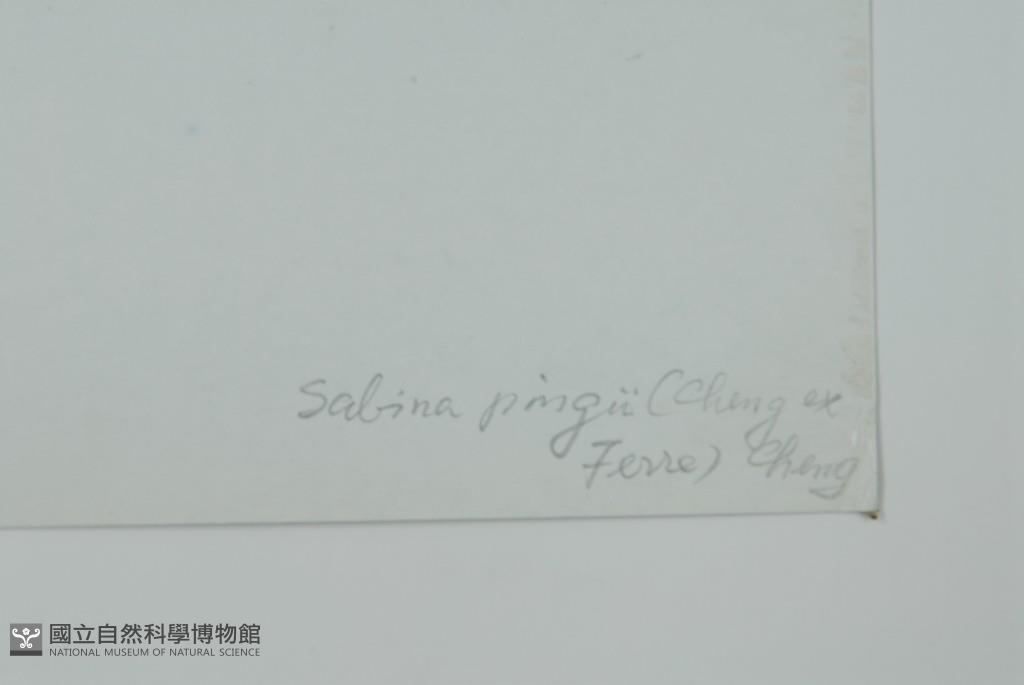 Sabina pingii (Cheng ex
Ferre) Cheng
國立自然科學博物館
NATIONAL MUSEUM OF NATURAL SCIENCE